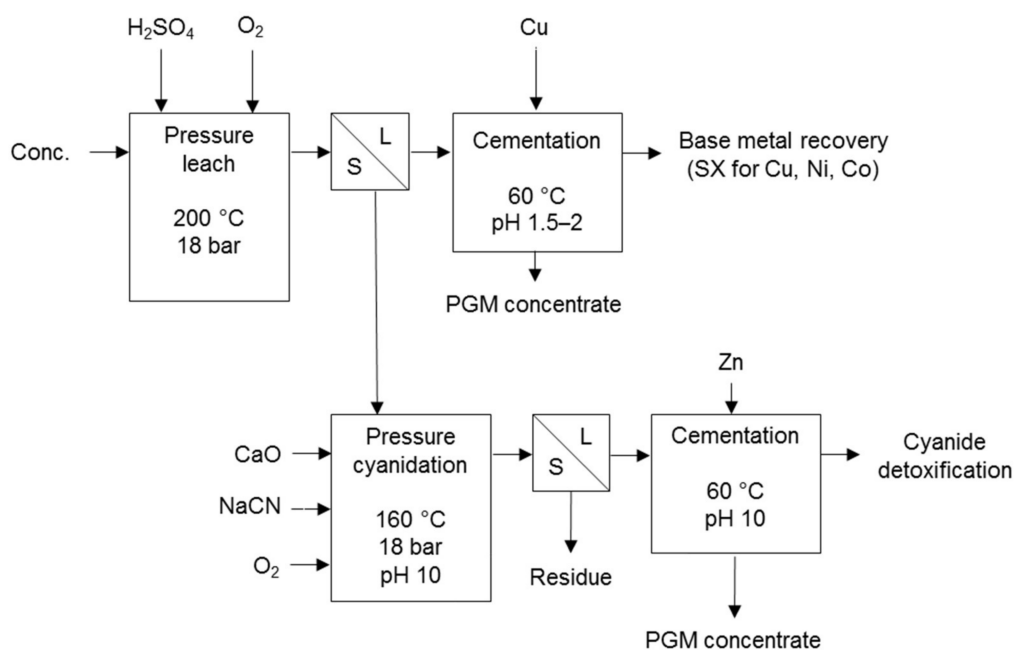 H₂SO₄
O₂
Cu
Conc.
Pressure
leach
200 °C
18 bar
L
S
Cementation
60 °C
pH 1.5–2
Base metal recovery
(SX for Cu, Ni, Co)
PGM concentrate
Zn
CaO
NaCN
O₂
Pressure
cyanidation
160 °C
18 bar
pH 10
L
S
Residue
Cementation
60 °C
pH 10
Cyanide
detoxification
PGM concentrate